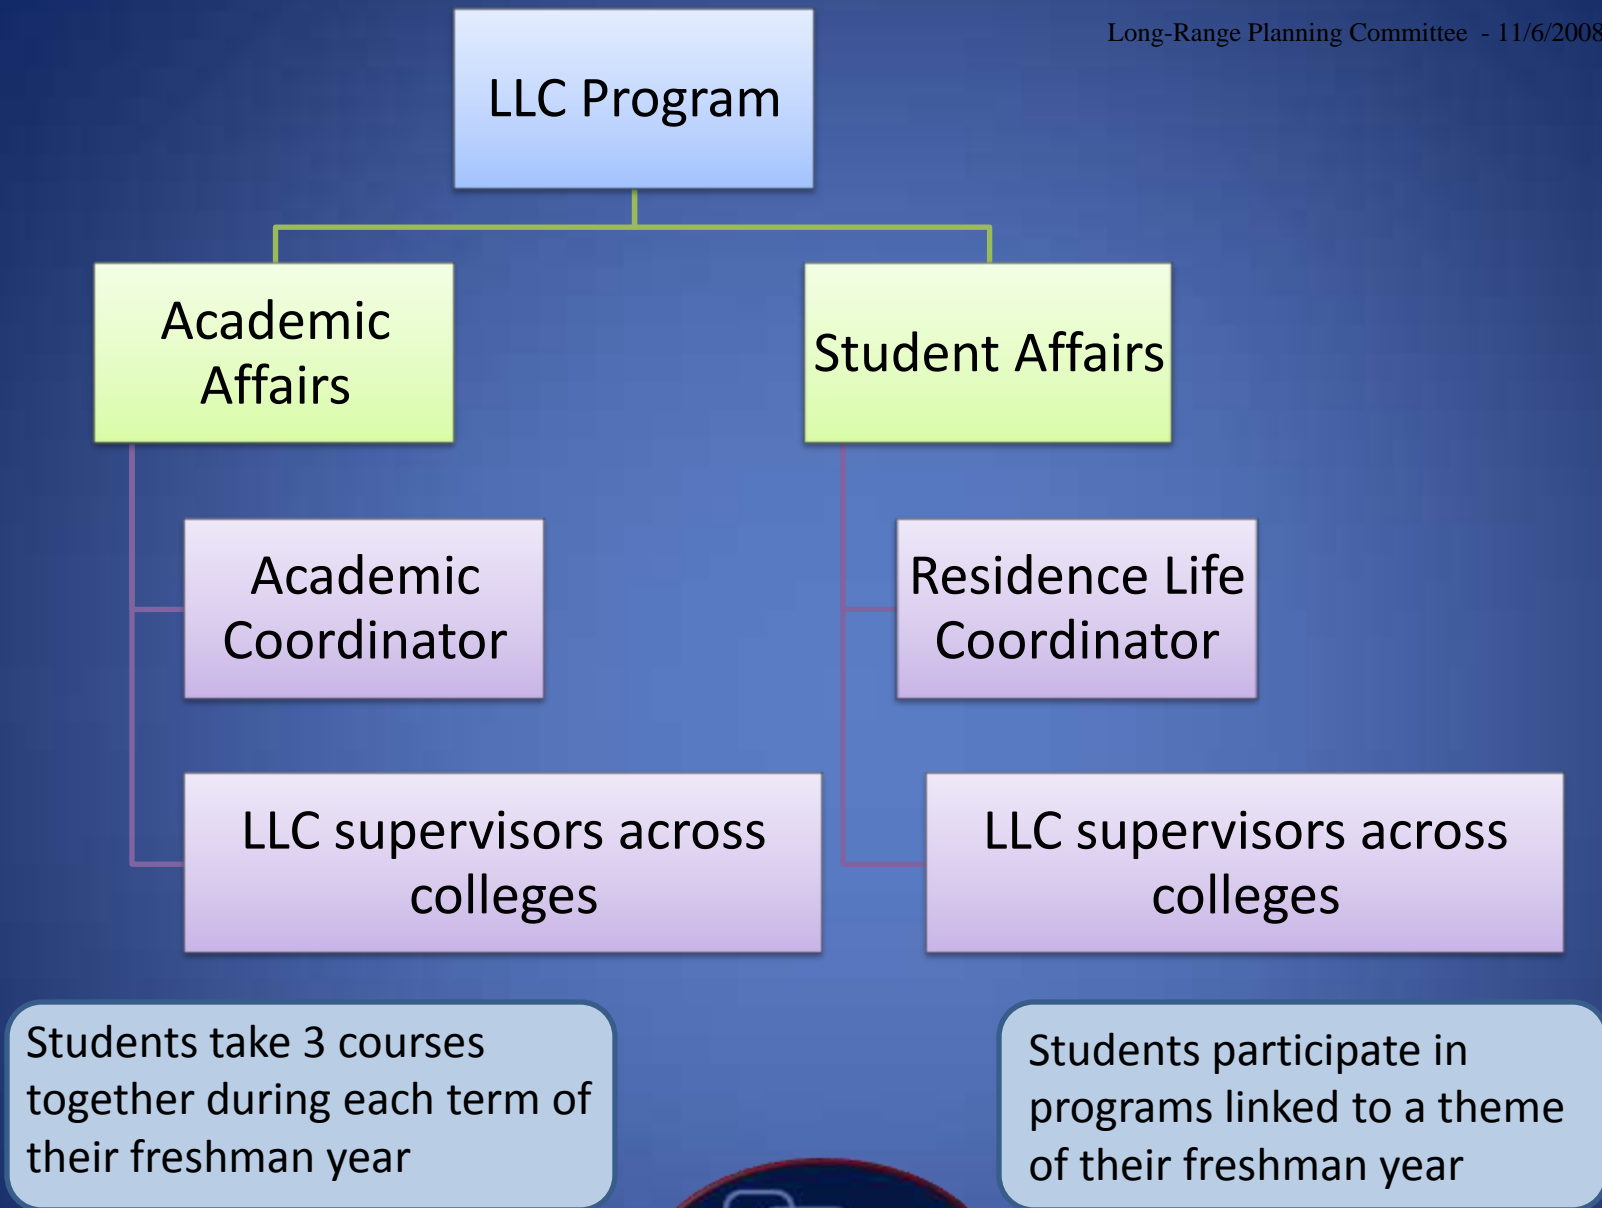 Long-Range Planning Committee - 11/6/2008
LLC Program
Academic
Affairs
Student Affairs
Academic
Coordinator
Residence Life
Coordinator
LLC supervisors across
colleges
LLC supervisors across
colleges
Students take 3 courses
together during each term of
their freshman year
Students participate in
programs linked to a theme
of their freshman year